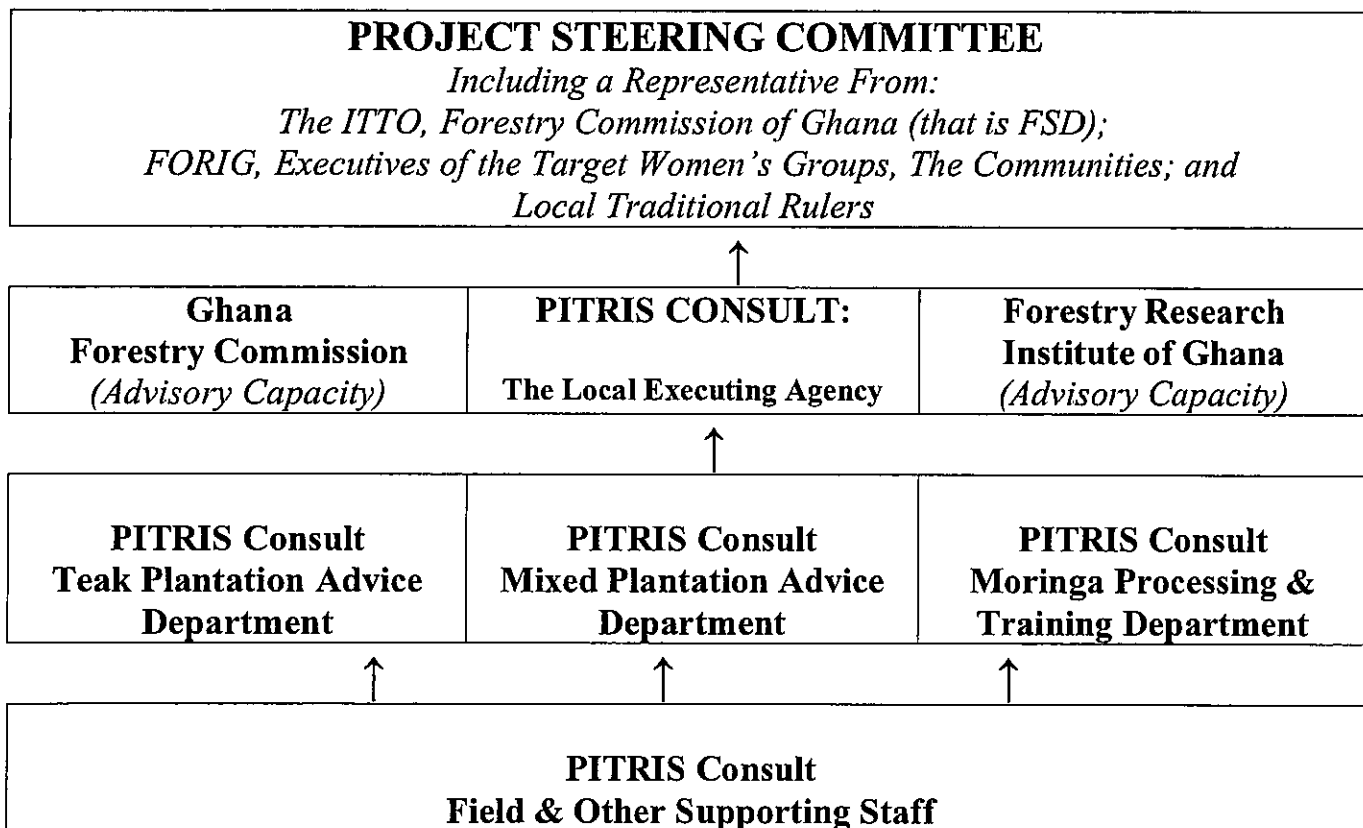 PROJECT STEERING COMMITTEE
Including a Representative From:
The ITTO, Forestry Commission of Ghana (that is FSD);
FORIG, Executives of the Target Women's Groups, The Communities; and
Local Traditional Rulers
↑
Ghana
Forestry Commission
(Advisory Capacity)
PITRIS CONSULT:
The Local Executing Agency
Forestry Research
Institute of Ghana
(Advisory Capacity)
↑
PITRIS Consult
Teak Plantation Advice
Department
PITRIS Consult
Mixed Plantation Advice
Department
PITRIS Consult
Moringa Processing &
Training Department
↑ ↑ ↑
PITRIS Consult
Field & Other Supporting Staff